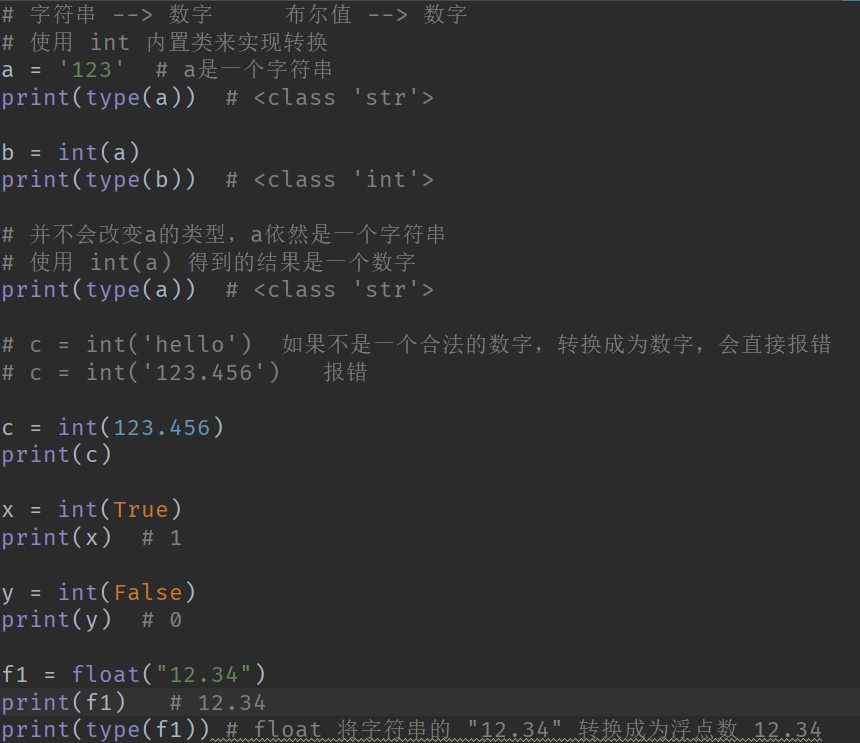 # 字符串 --> 数字     布尔值 --> 数字
# 使用 int 内置类来实现转换
a = '123'  # a是一个字符串
print(type(a))  # <class 'str'>
b = int(a)
print(type(b))  # <class 'int'>
# 并不会改变a的类型，a依然是一个字符串
# 使用 int(a) 得到的结果是一个数字
print(type(a))  # <class 'str'>
# c = int('hello')  如果不是一个合法的数字，转换成为数字，会直接报错
# c = int('123.456')   报错
c = int(123.456)
print(c)
x = int(True)
print(x)  # 1
y = int(False)
print(y)  # 0
f1 = float("12.34")
print(f1)   # 12.34
print(type(f1)) # float 将字符串的 "12.34" 转换成为浮点数 12.34